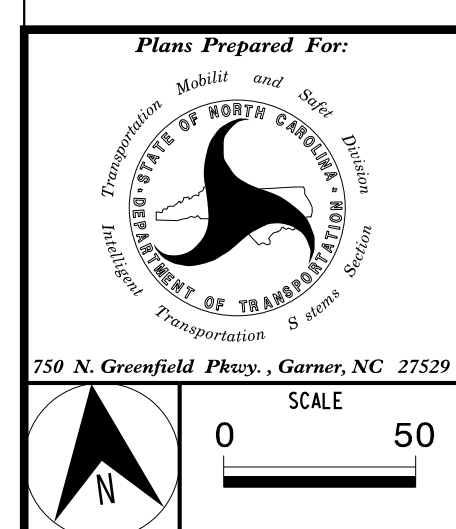 Plans Prepared For:
Transportation Mobilit and Safet Division
STATE OF NORTH CAROLINA
DEPARTMENT OF TRANSPORTATION
Intelligent Transportation S stems Section
750 N. Greenfield Pkwy. , Garner, NC 27529
SCALE
0 50
N